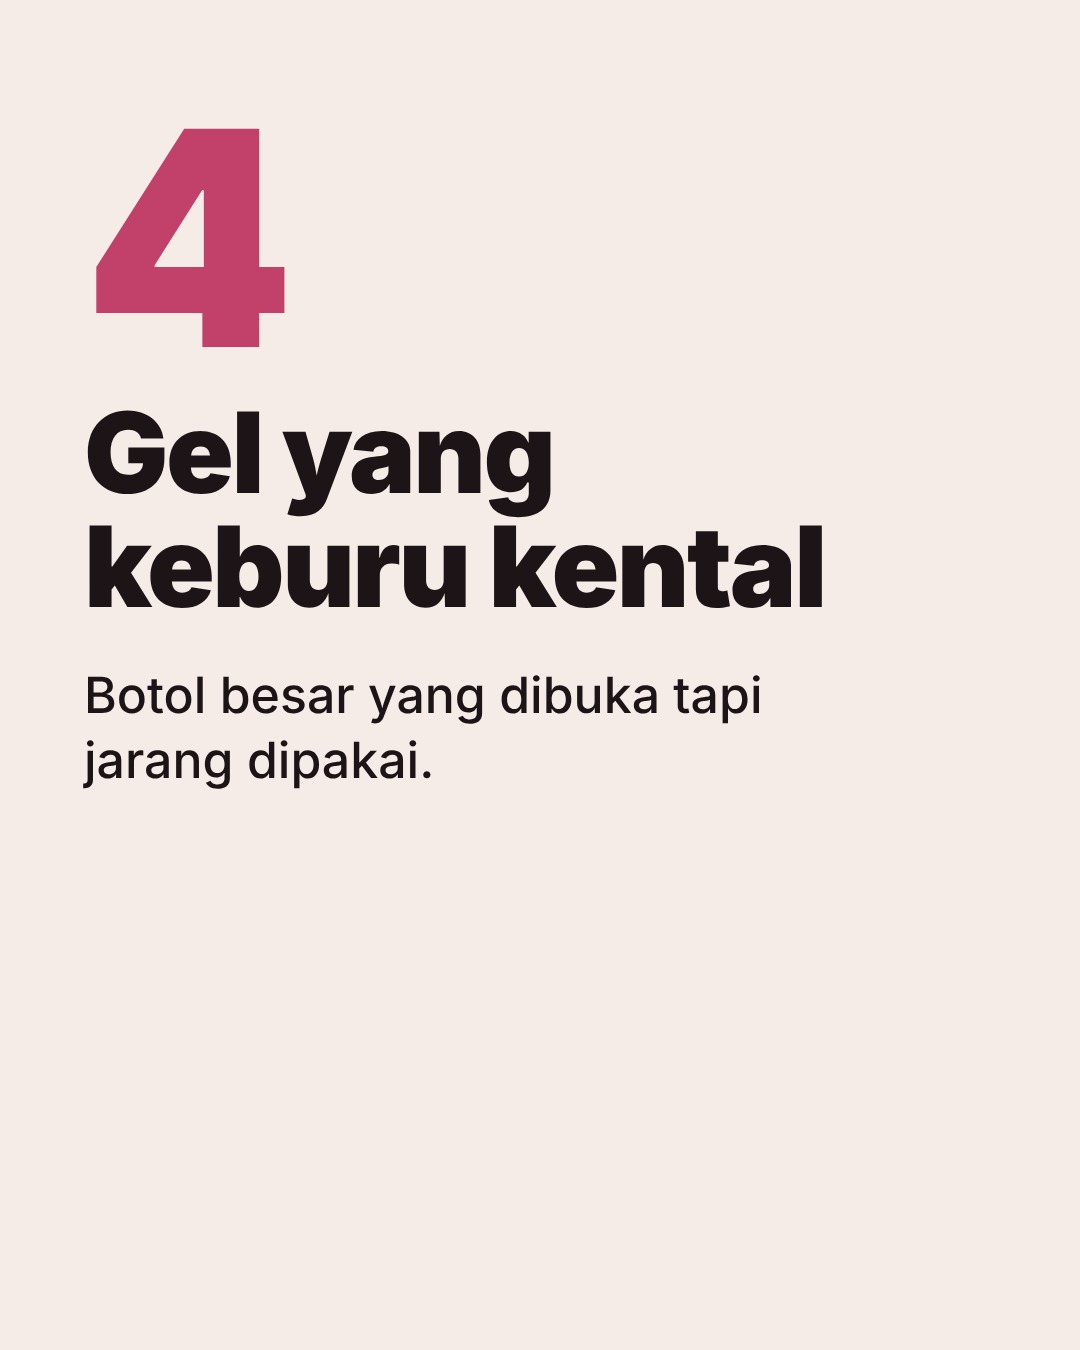 4
Gel yang
keburu kental
Botol besar yang dibuka tapi
jarang dipakai.